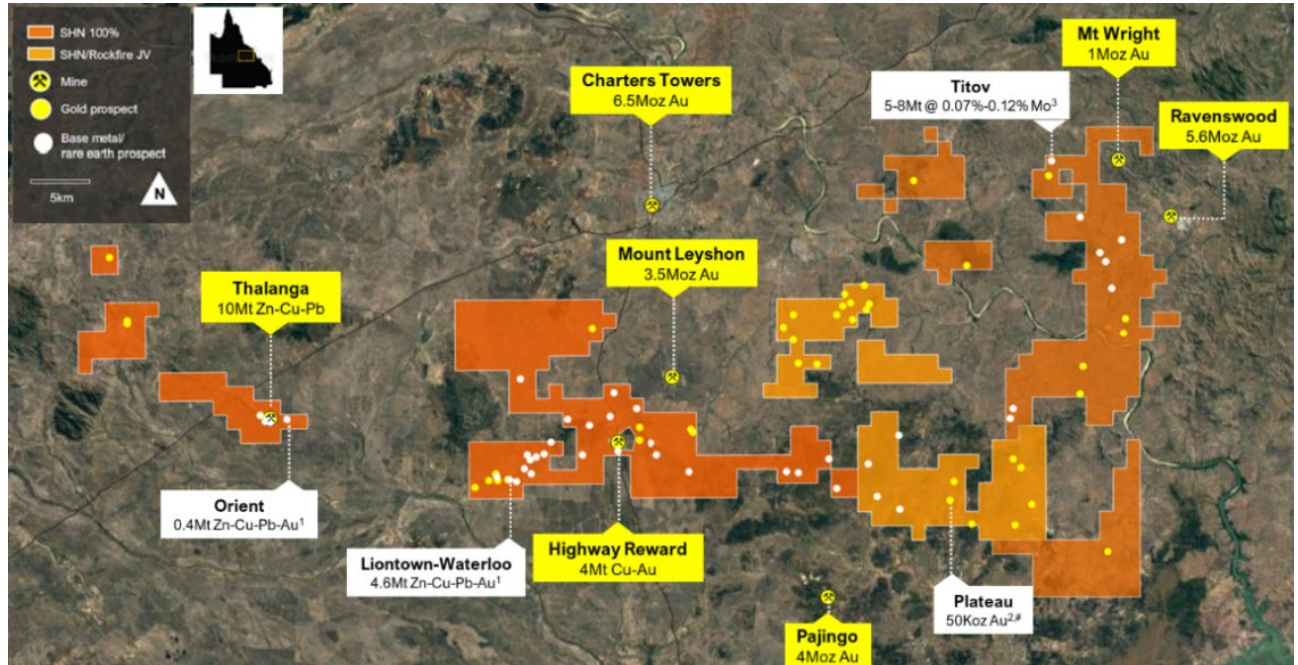 SHN 100%
SHN/Rockfire JV
Mine
Gold prospect
Base metal/
rare earth prospect
5km
N
Charters Towers
6.5Moz Au
Mt Wright
1Moz Au
Titov
5-8Mt @ 0.07%-0.12% Mo³
Ravenswood
5.6Moz Au
Mount Leyshon
3.5Moz Au
Thalanga
10Mt Zn-Cu-Pb
Orient
0.4Mt Zn-Cu-Pb-Au¹
Liontown-Waterloo
4.6Mt Zn-Cu-Pb-Au¹
Highway Reward
4Mt Cu-Au
Plateau
50Koz Au²,#
Pajingo
4Moz Au